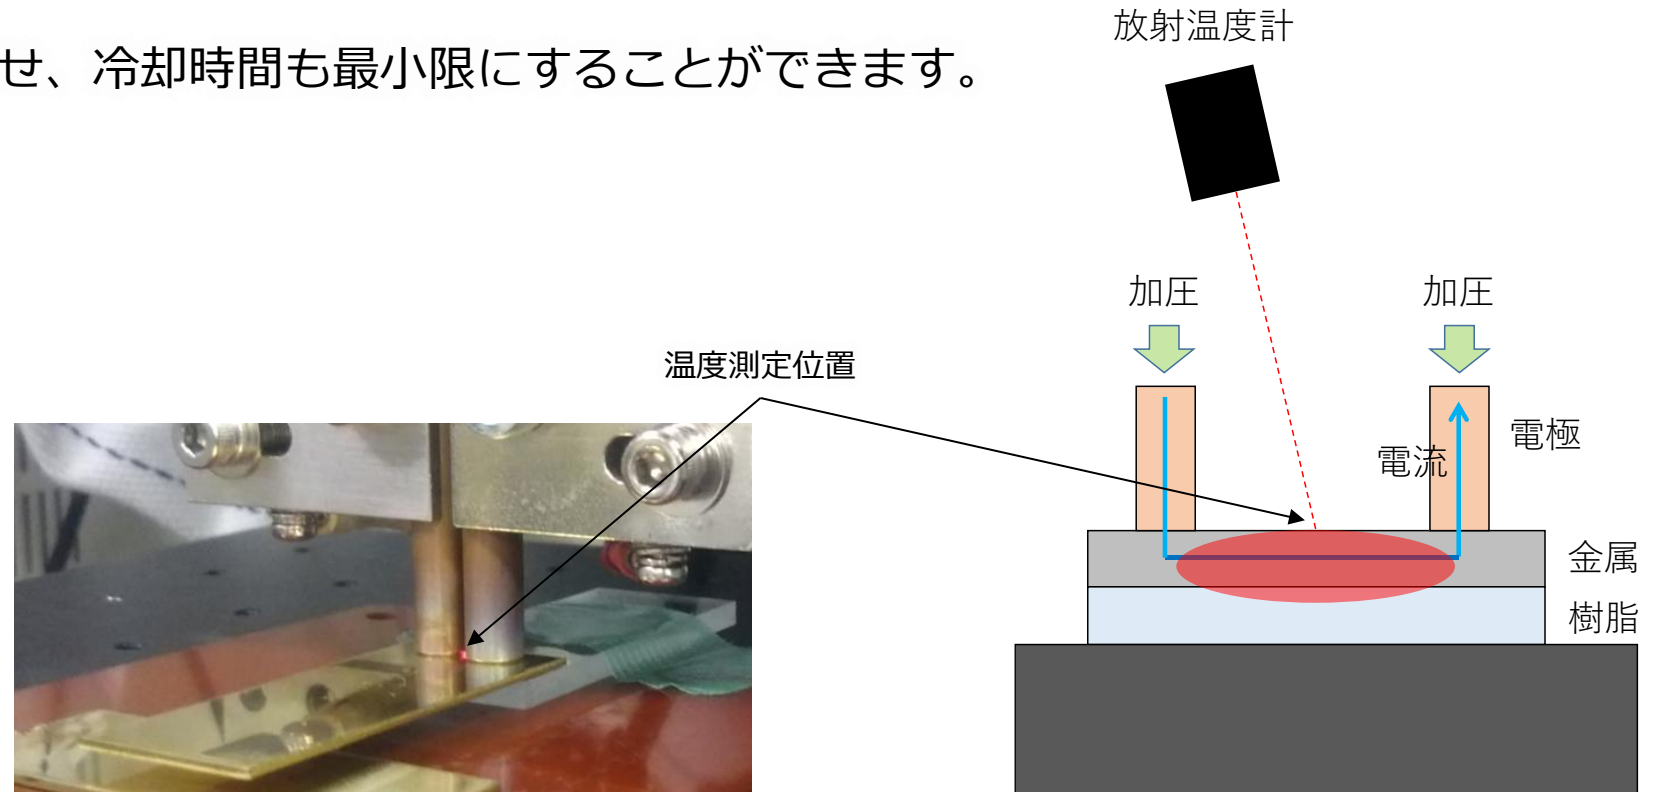 せ、冷却時間も最小限にすることができます。
放射温度計
加圧
加圧
温度測定位置
電極
電流
金属
樹脂